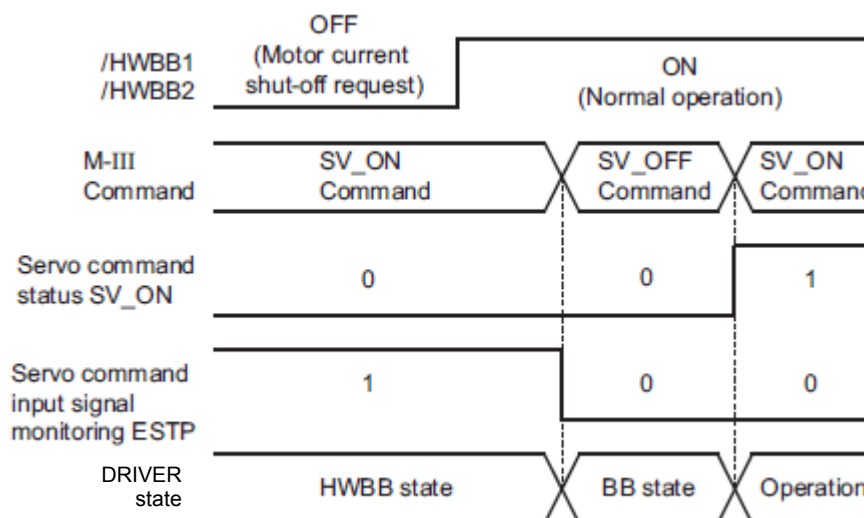 OFF
(Motor current
shut-off request)
/HWBB1
/HWBB2
ON
(Normal operation)
M-III
Command
SV_ON
Command
SV_OFF
Command
SV_ON
Command
Servo command
status SV_ON
0
0
1
Servo command
input signal
monitoring ESTP
1
0
0
DRIVER
state
HWBB state
BB state
Operation